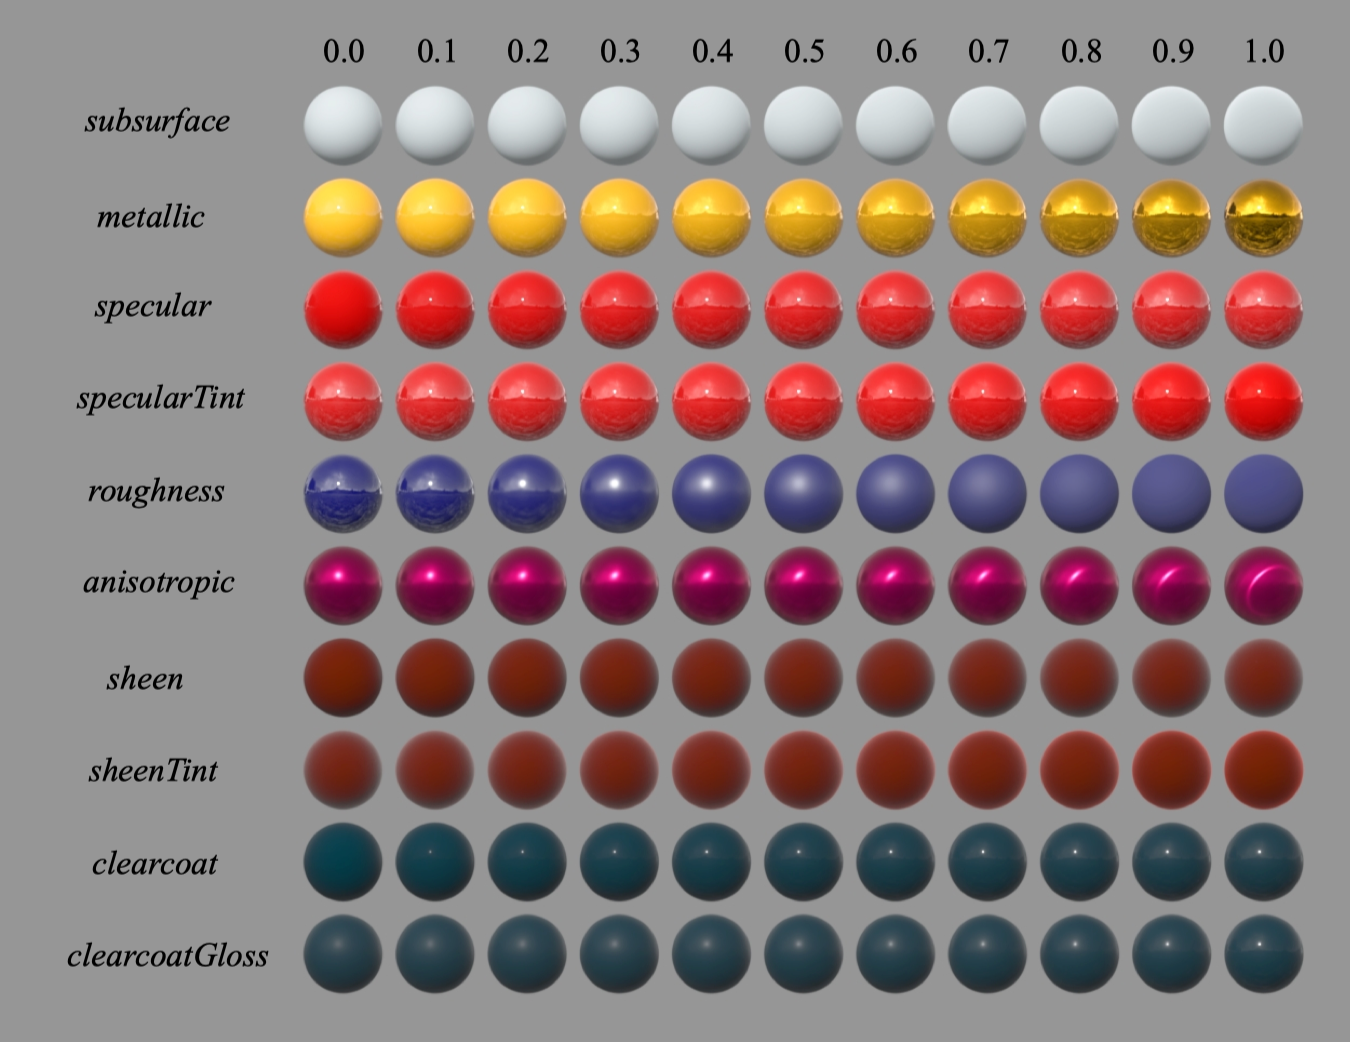 0.0 0.1 0.2 0.3 0.4 0.5 0.6 0.7 0.8 0.9 1.0
subsurface
metallic
specular
specularTint
roughness
anisotropic
sheen
sheenTint
clearcoat
clearcoatGloss